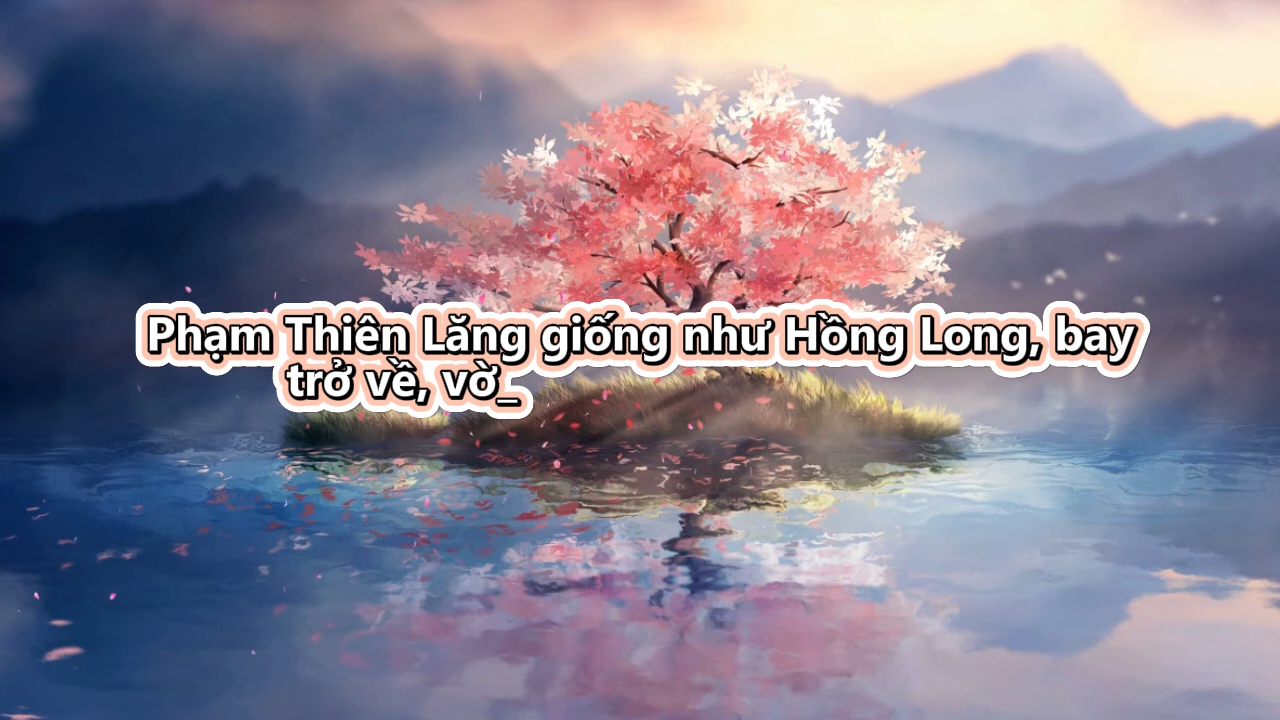 Phạm Thiên Lăng giống như Hồng Long, bay
trở về, vờ_